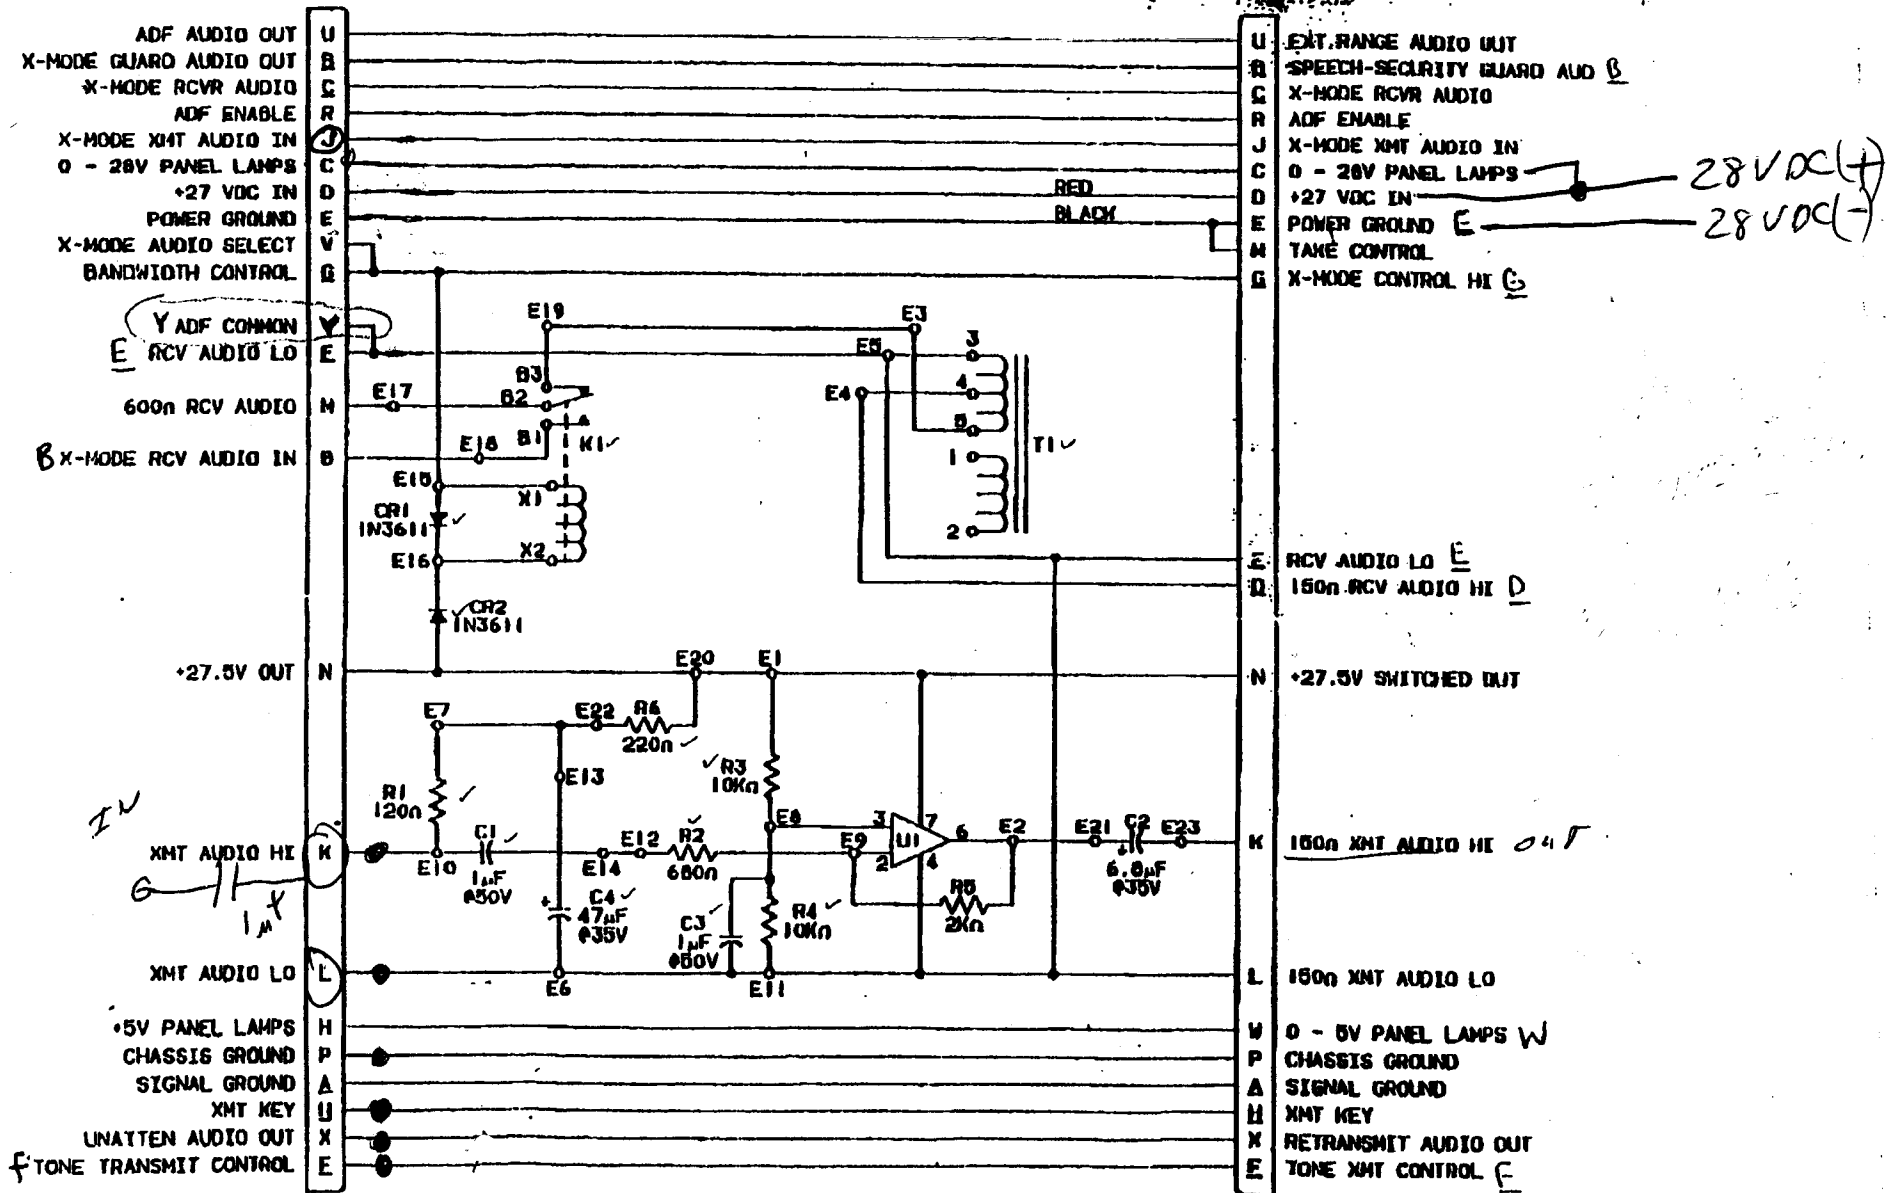 ADF AUDIO OUT U
X-MODE GUARD AUDIO OUT B
X-MODE RCVR AUDIO C
ADF ENABLE R
X-MODE XMT AUDIO IN J
0 - 28V PANEL LAMPS C
+27 VDC IN D
POWER GROUND E
X-MODE AUDIO SELECT V
BANDWIDTH CONTROL G
Y ADF COMMON Y
E RCV AUDIO LO E
600Ω RCV AUDIO M
B X-MODE RCV AUDIO IN B
+27.5V OUT N
IN
XMT AUDIO HI K
G
1μf
XMT AUDIO LO L
+5V PANEL LAMPS H
CHASSIS GROUND P
SIGNAL GROUND A
XMT KEY U
UNATTEN AUDIO OUT X
f TONE TRANSMIT CONTROL E
RED
BLACK
E19
E3
E5
3
B3
E17
B2
E4
4
5
B1
K1
E18
1
T1
E15
X1
CR1
1N3611
2
E16
X2
CR2
1N3611
E20
E1
E7
E22
R6
220Ω
E13
R3
10KΩ
R1
120Ω
E8
3
7
C1
E12
R2
E9
U1
6
E2
E21
C2
E23
E10
1μF
@50V
E14
680Ω
2
4
6.8μF
@35V
C4
47μF
@35V
C3
1μF
@50V
R4
10KΩ
R5
2KΩ
E6
E11
U EXT.RANGE AUDIO OUT
B SPEECH-SECURITY GUARD AUD B
C X-MODE RCVR AUDIO
R ADF ENABLE
J X-MODE XMT AUDIO IN
C 0 - 28V PANEL LAMPS
28VDC(+)
D +27 VDC IN
E POWER GROUND E
28VDC(-)
M TAKE CONTROL
G X-MODE CONTROL HI G
E RCV AUDIO LO E
D 150Ω RCV AUDIO HI D
N +27.5V SWITCHED OUT
K 150Ω XMT AUDIO HI OUT
L 150Ω XMT AUDIO LO
W 0 - 5V PANEL LAMPS W
P CHASSIS GROUND
A SIGNAL GROUND
H XMT KEY
X RETRANSMIT AUDIO OUT
E TONE XMT CONTROL F